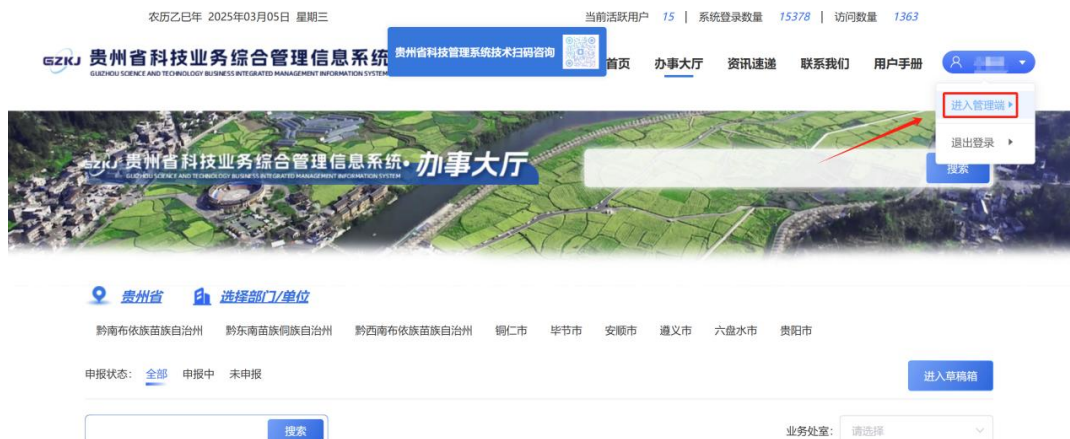 农历乙巳年 2025年03月05日 星期三
当前活跃用户 15 | 系统登录数量 15378 | 访问数量 1363
GZKJ 贵州省科技业务综合管理信息系统
GUIZHOU SCIENCE AND TECHNOLOGY BUSINESS INTEGRATED MANAGEMENT INFORMATION SYSTEM
贵州省科技管理系统技术扫码咨询
首页 办事大厅 资讯速递 联系我们 用户手册
进入管理端
退出登录
GZKJ 贵州省科技业务综合管理信息系统
GUIZHOU SCIENCE AND TECHNOLOGY BUSINESS INTEGRATED MANAGEMENT INFORMATION SYSTEM
办事大厅
搜索
贵州省 选择部门/单位
黔南布依族苗族自治州 黔东南苗族侗族自治州 黔西南布依族苗族自治州 铜仁市 毕节市 安顺市 遵义市 六盘水市 贵阳市
申报状态: 全部 申报中 未申报
进入草稿箱
搜索
业务处室: 请选择